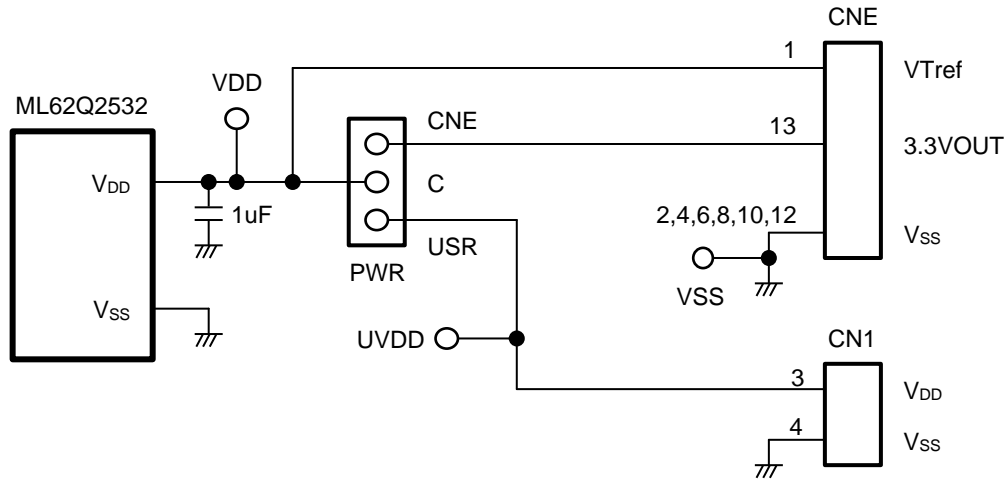 CNE
1
VTref
VDD
ML62Q2532
CNE
13
3.3VOUT
VDD
C
1uF
2,4,6,8,10,12
USR
VSS
PWR
VSS
VSS
UVDD
CN1
3
VDD
4
VSS